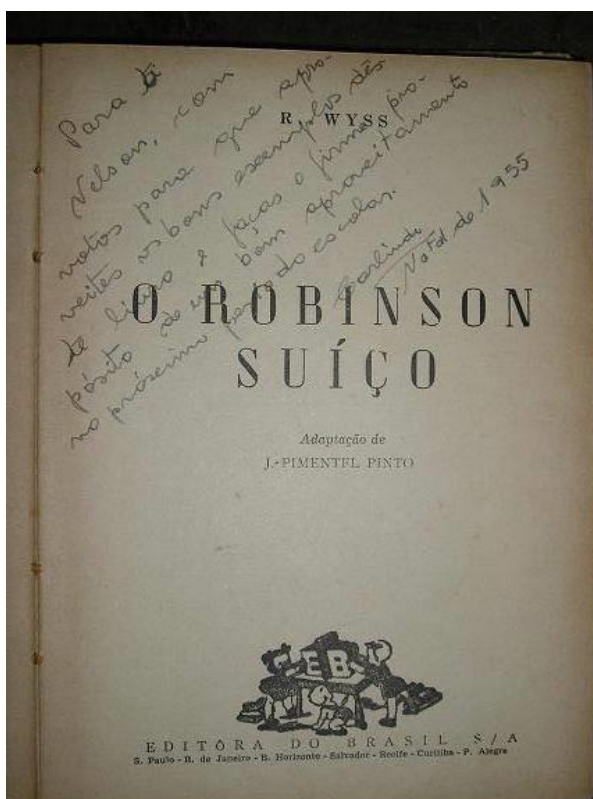 Para
Nelson, com
votos para que apro-
veites os bons exemplos dês-
te livro e faças o firme pro-
pósito de um bom aproveitamento
no próximo período escolar.
Carlinda
Natal de 1955
R. WYSS
O ROBINSON
SUÍÇO
Adaptação de
J. PIMENTEL PINTO
EB
EDITÔRA DO BRASIL S/A
S. Paulo - R. de Janeiro - B. Horizonte - Salvador - Recife - Curitiba - P. Alegre